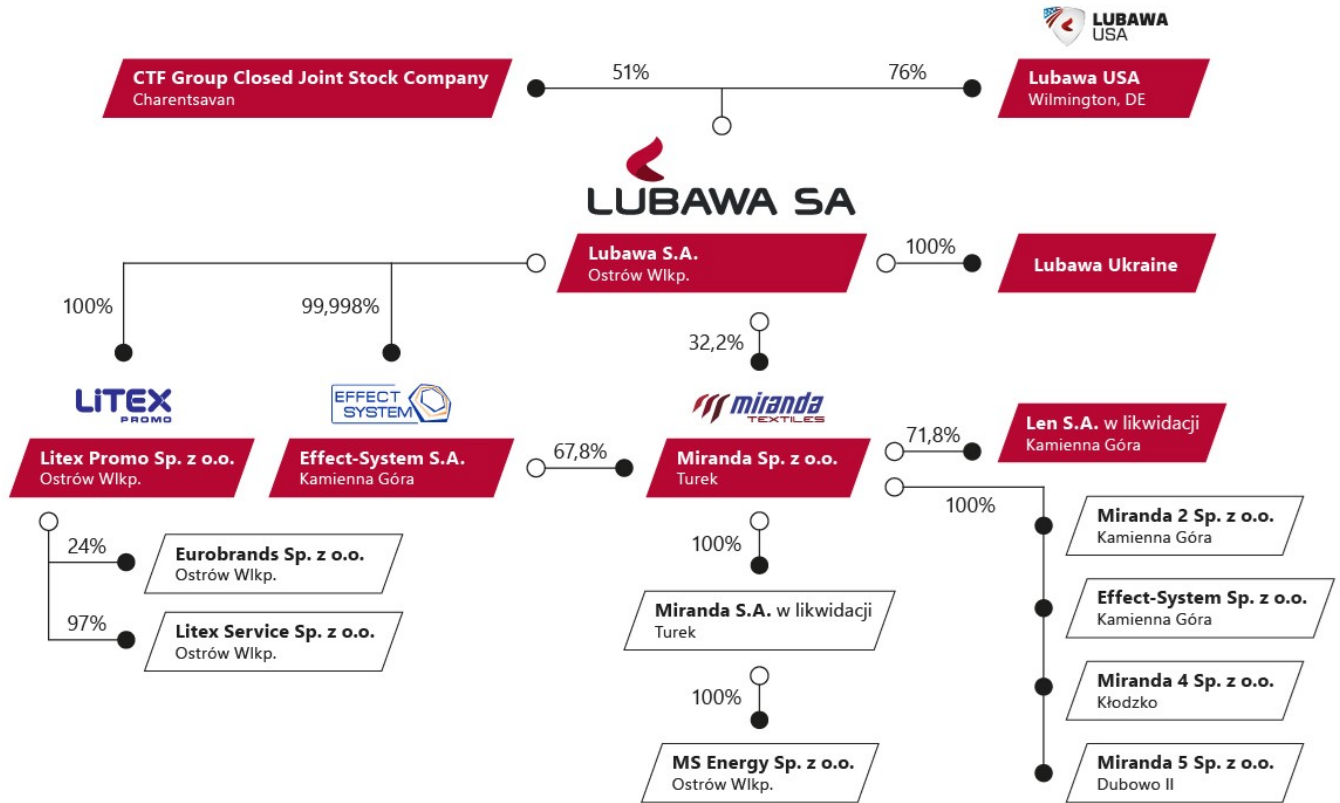 LUBAWA
USA
CTF Group Closed Joint Stock Company
Charentsavan
51%
76%
Lubawa USA
Wilmington, DE
LUBAWA SA
Lubawa S.A.
Ostrów Wlkp.
100%
Lubawa Ukraine
100%
99,998%
32,2%
LiTEX
PROMO
EFFECT
SYSTEM
miranda
TEXTILES
Litex Promo Sp. z o.o.
Ostrów Wlkp.
Effect-System S.A.
Kamienna Góra
67,8%
Miranda Sp. z o.o.
Turek
71,8%
Len S.A. w likwidacji
Kamienna Góra
100%
24%
Eurobrands Sp. z o.o.
Ostrów Wlkp.
97%
Litex Service Sp. z o.o.
Ostrów Wlkp.
100%
Miranda S.A. w likwidacji
Turek
100%
MS Energy Sp. z o.o.
Ostrów Wlkp.
Miranda 2 Sp. z o.o.
Kamienna Góra
Effect-System Sp. z o.o.
Kamienna Góra
Miranda 4 Sp. z o.o.
Kłodzko
Miranda 5 Sp. z o.o.
Dubowo II